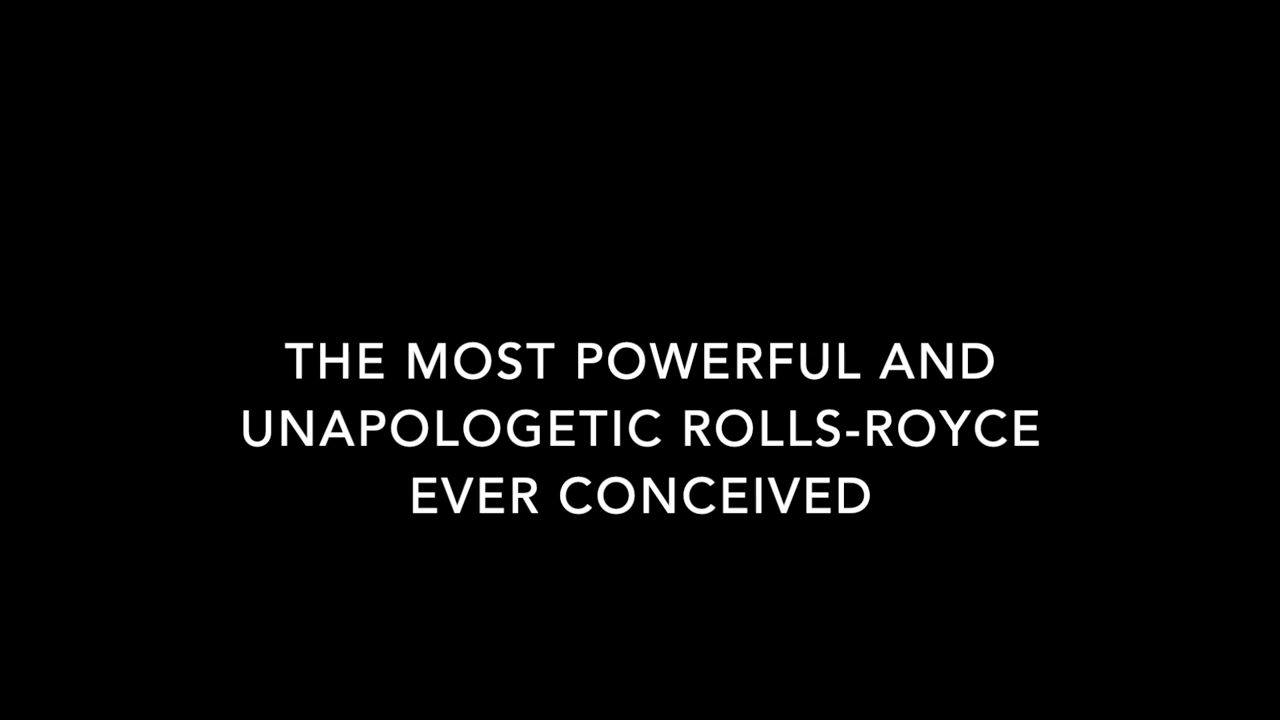 THE MOST POWERFUL AND
UNAPOLOGETIC ROLLS-ROYCE
EVER CONCEIVED